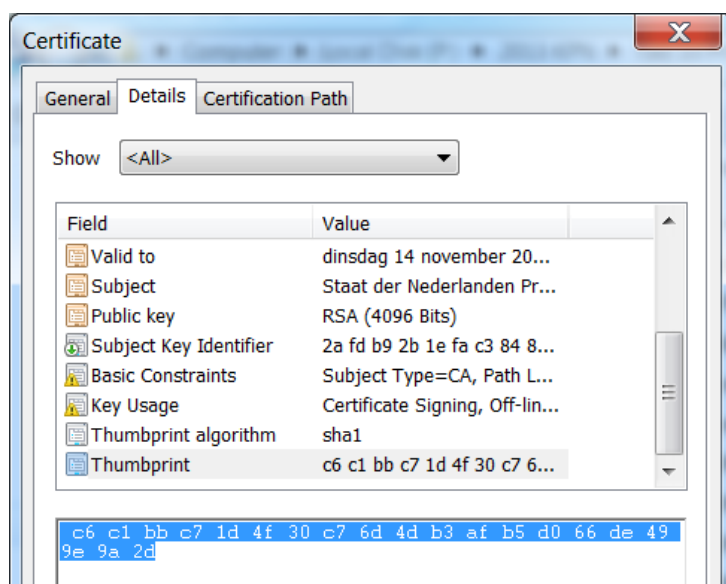 Certificate
General Details Certification Path
Show <All>
Field Value
Valid to dinsdag 14 november 20...
Subject Staat der Nederlanden Pr...
Public key RSA (4096 Bits)
Subject Key Identifier 2a fd b9 2b 1e fa c3 84 8...
Basic Constraints Subject Type=CA, Path L...
Key Usage Certificate Signing, Off-lin...
Thumbprint algorithm sha1
Thumbprint c6 c1 bb c7 1d 4f 30 c7 6...
c6 c1 bb c7 1d 4f 30 c7 6d 4d b3 af b5 d0 66 de 49
9e 9a 2d